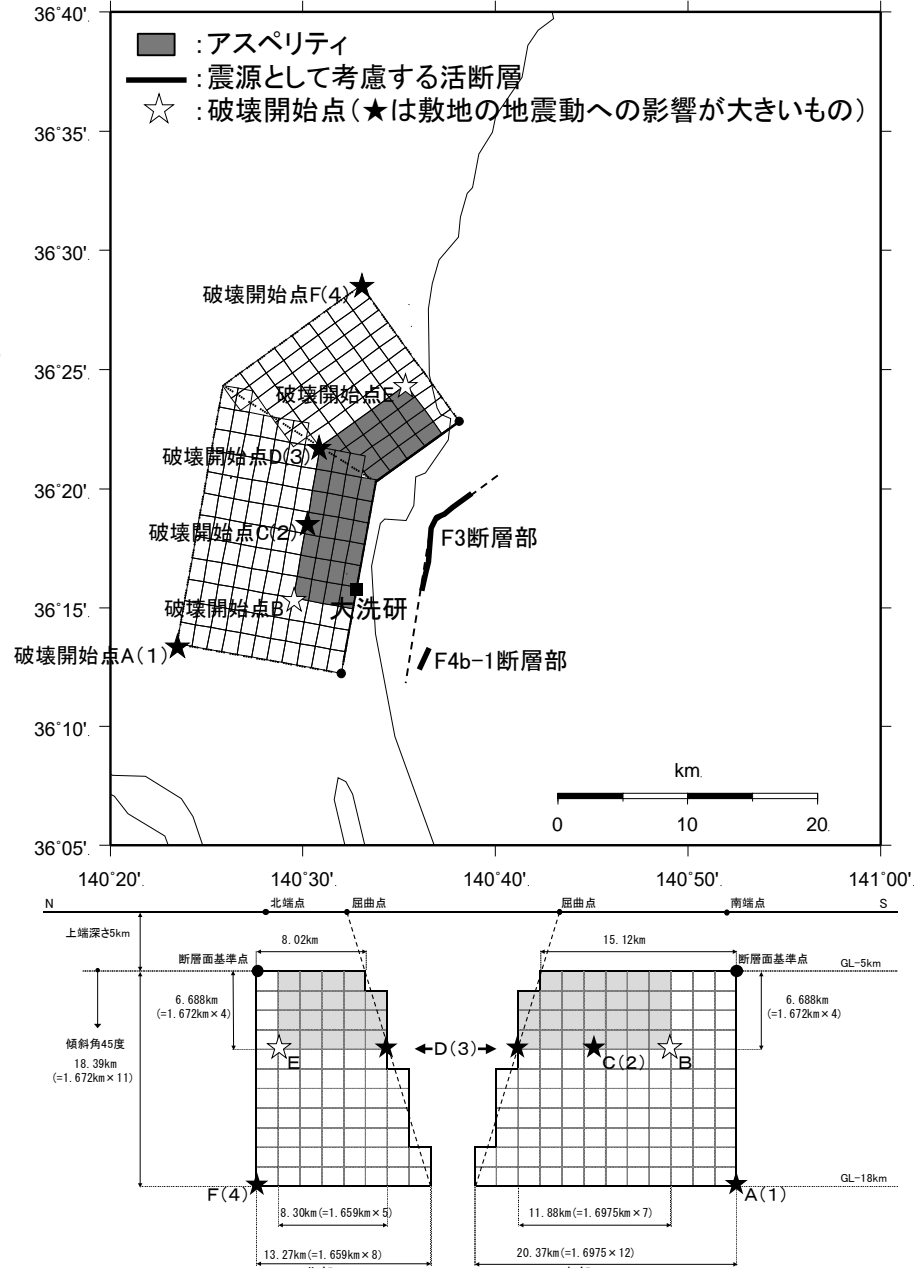 36°40'.
：アスペリティ
：震源として考慮する活断層
：破壊開始点（★は敷地の地震動への影響が大きいもの）
36°35'.
36°30'.
破壊開始点F(4)
36°25'.
破壊開始点E
破壊開始点D(3)
36°20'.
破壊開始点C(2)
F3断層部
36°15'.
破壊開始点B
大洗研
破壊開始点A(1)
F4b-1断層部
36°10'.
km.
0 10 20.
36°05'.
140°20'. 140°30'. 140°40'. 140°50'. 141°00'.
N 北端点 屈曲点 屈曲点 南端点 S
上端深さ5km
8.02km 15.12km
断層面基準点 断層面基準点 GL-5km
6.688km
(=1.672km×4)
6.688km
(=1.672km×4)
傾斜角45度
18.39km
(=1.672km×11)
E D(3) C(2) B
F(4) A(1) GL-18km
8.30km(=1.659km×5) 11.88km(=1.6975km×7)
13.27km(=1.659km×8) 20.37km(=1.6975×12)